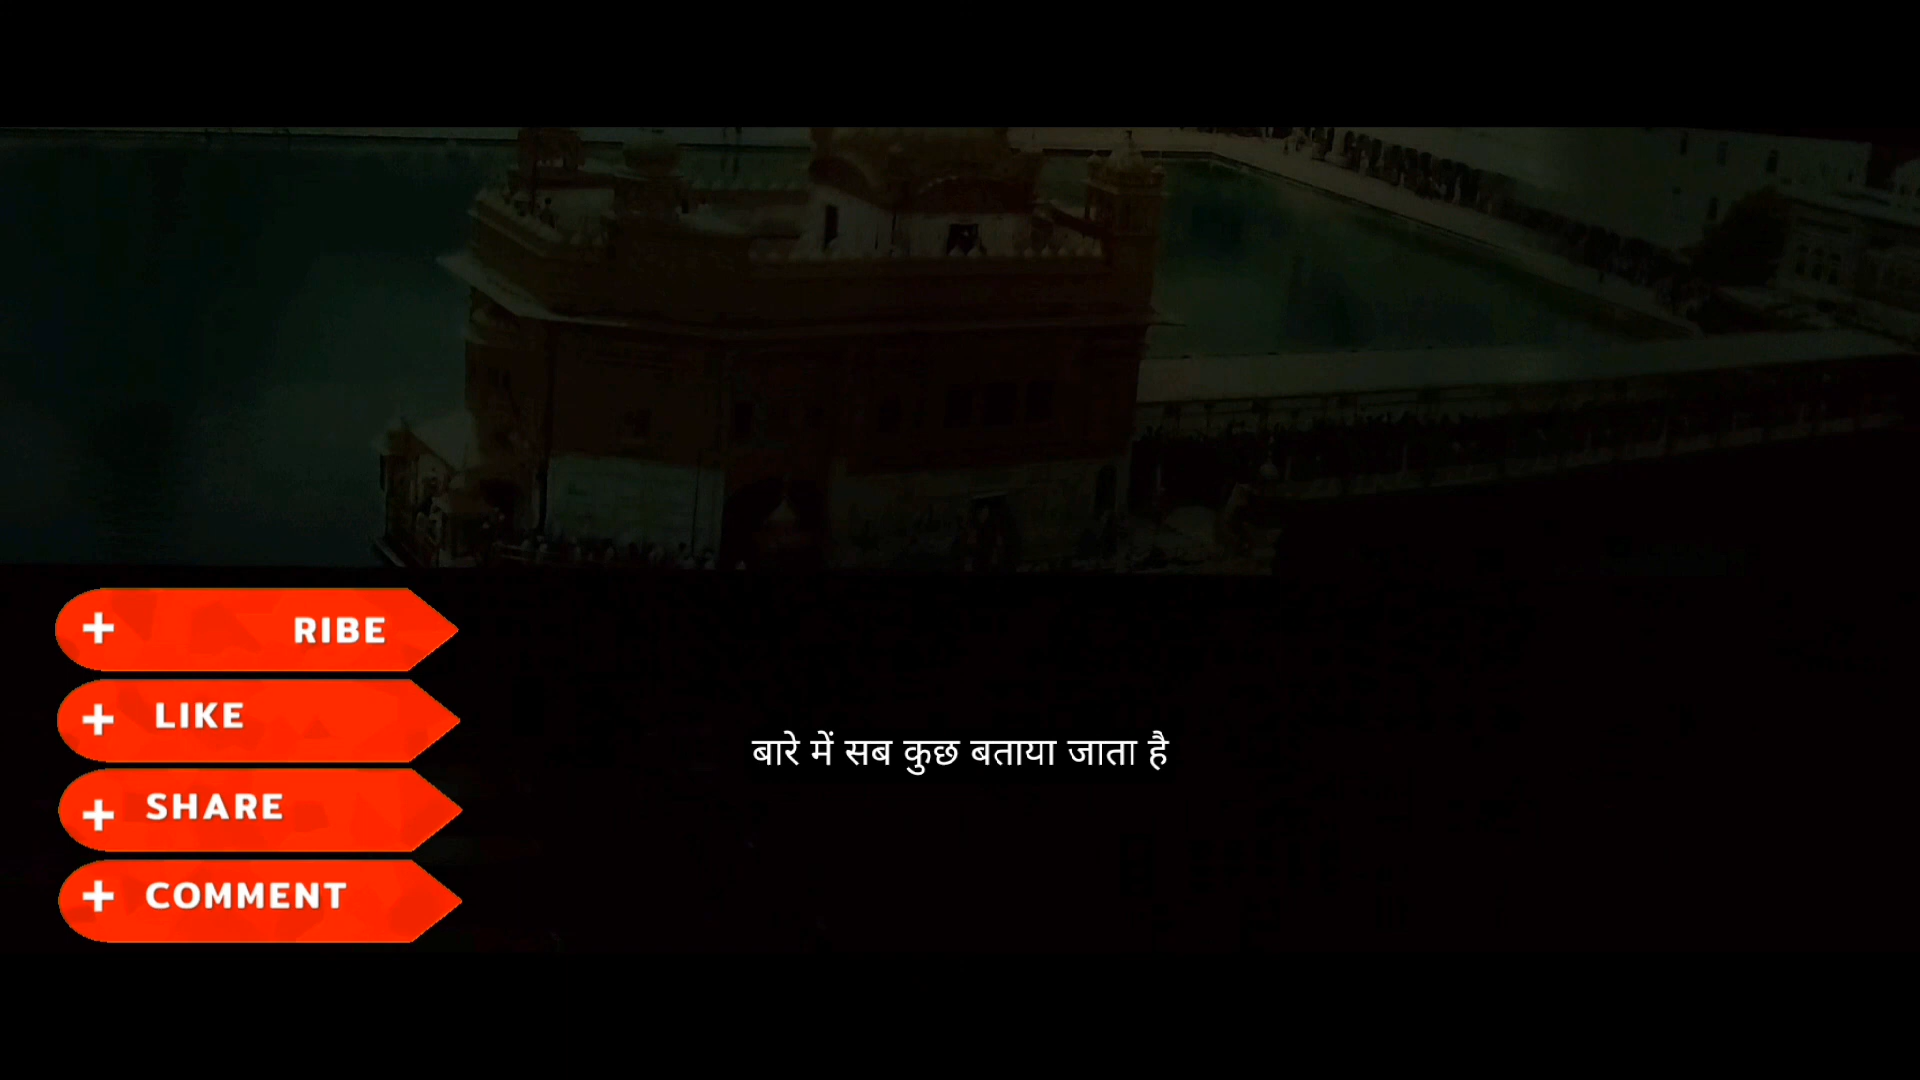 + RIBE
+ LIKE
+ SHARE
+ COMMENT
बारे में सब कुछ बताया जाता है